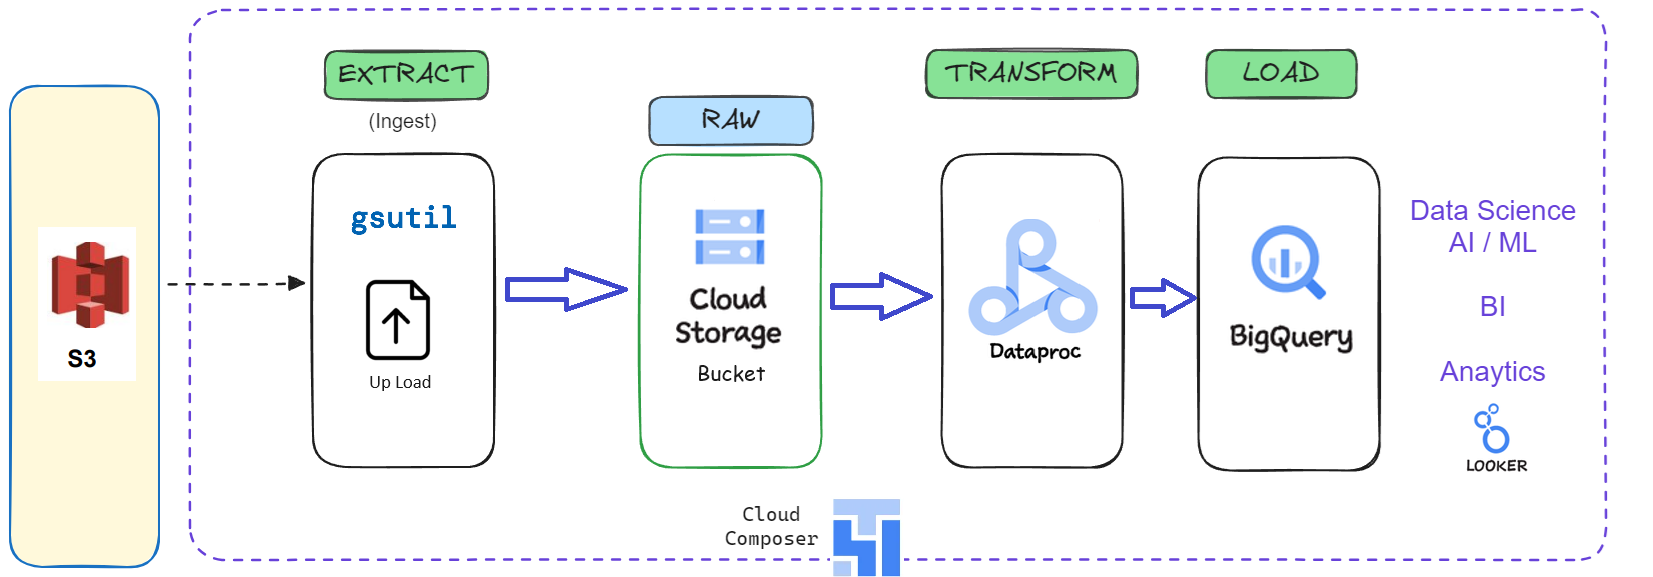 EXTRACT
(Ingest)
RAW
TRANSFORM
LOAD
S3
gsutil
Up Load
Cloud
Storage
Bucket
Dataproc
BigQuery
Data Science
AI / ML
BI
Anaytics
LOOKER
Cloud
Composer